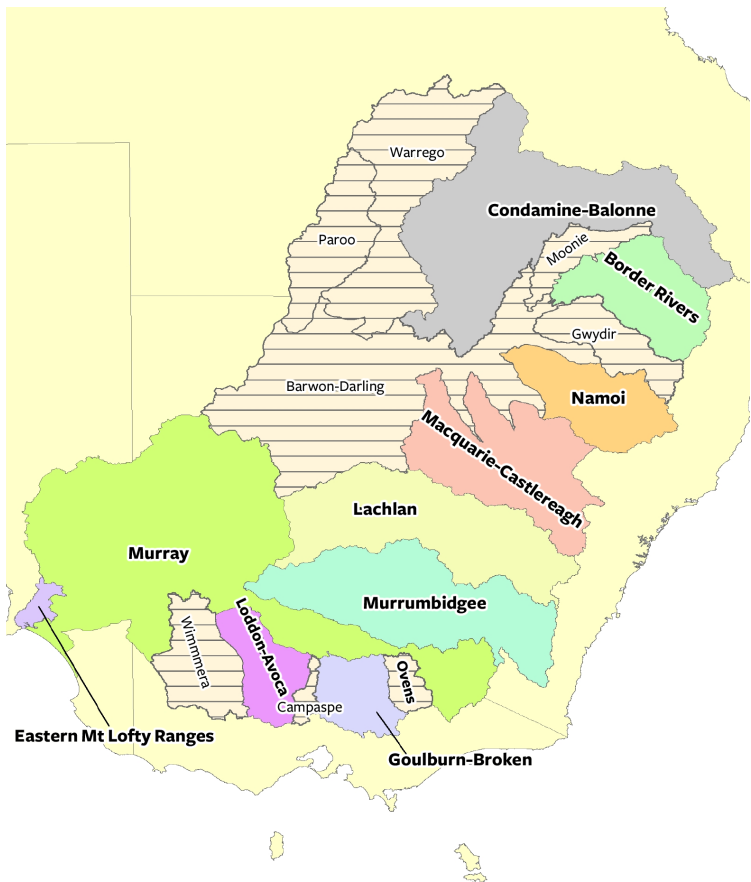 Warrego
Condamine-Balonne
Paroo
Moonie
Border Rivers
Gwydir
Barwon-Darling
Namoi
Macquarie-Castlereagh
Lachlan
Murray
Murrumbidgee
Loddon-Avoca
Wimmmera
Ovens
Campaspe
Eastern Mt Lofty Ranges
Goulburn-Broken